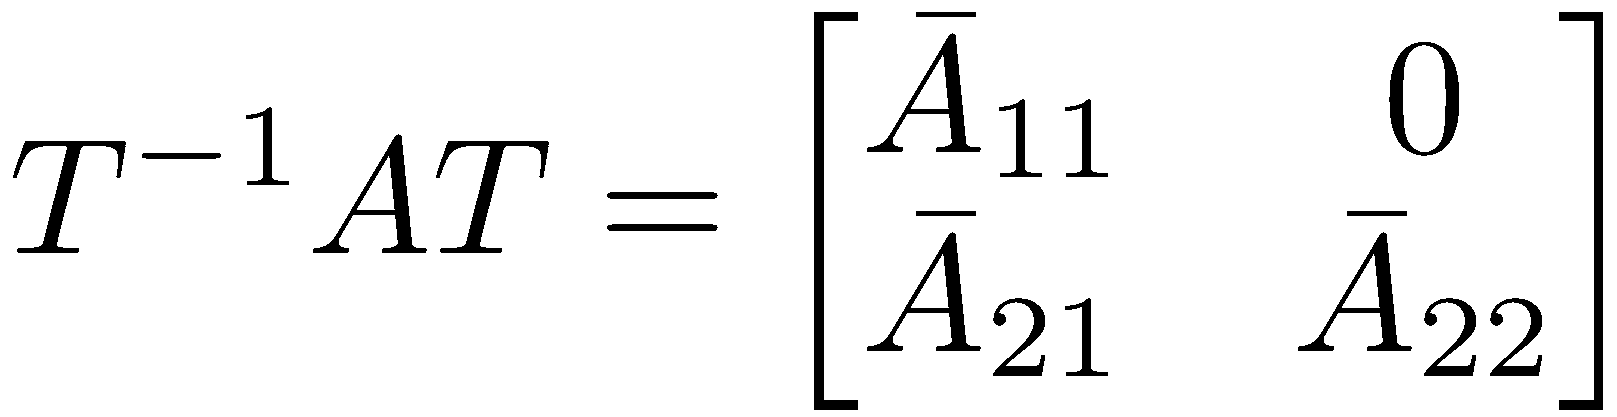 $T^{-1}AT = \begin{bmatrix} \bar{A}_{11} & 0 \\ \bar{A}_{21} & \bar{A}_{22} \end{bmatrix}$